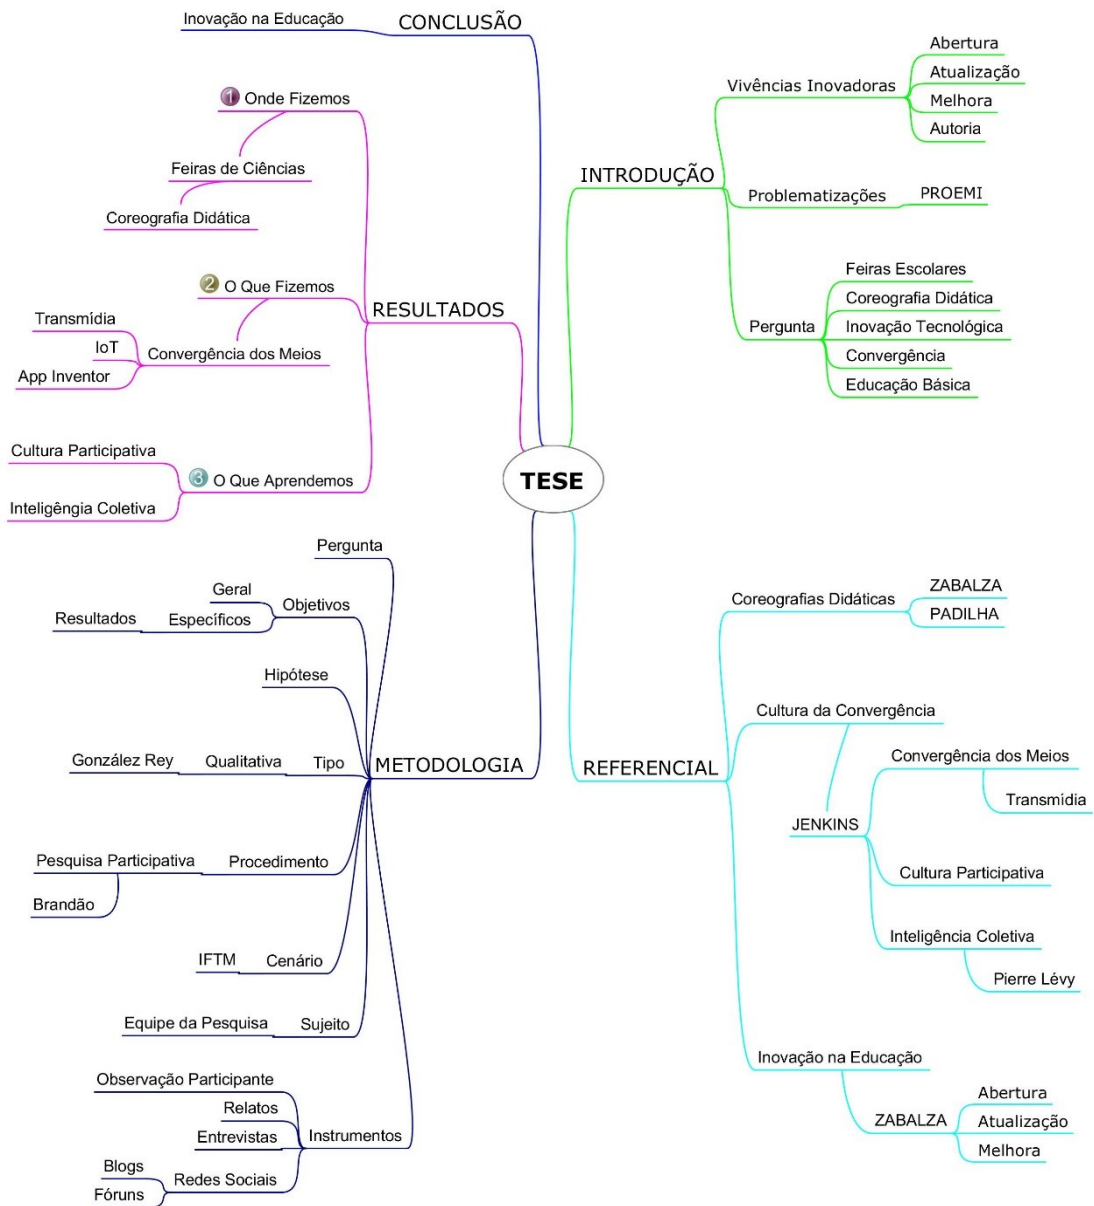 TESE
INTRODUÇÃO
Vivências Inovadoras
Abertura
Atualização
Melhora
Autoria
Problematizações
PROEMI
Pergunta
Feiras Escolares
Coreografia Didática
Inovação Tecnológica
Convergência
Educação Básica
REFERENCIAL
Coreografias Didáticas
ZABALZA
PADILHA
Cultura da Convergência
JENKINS
Convergência dos Meios
Transmídia
Cultura Participativa
Inteligência Coletiva
Pierre Lévy
Inovação na Educação
ZABALZA
Abertura
Atualização
Melhora
METODOLOGIA
Pergunta
Objetivos
Geral
Específicos
Resultados
Hipótese
Tipo
Qualitativa
González Rey
Procedimento
Pesquisa Participativa
Brandão
Cenário
IFTM
Sujeito
Equipe da Pesquisa
Instrumentos
Observação Participante
Relatos
Entrevistas
Redes Sociais
Blogs
Fóruns
RESULTADOS
1 Onde Fizemos
Feiras de Ciências
Coreografia Didática
2 O Que Fizemos
Convergência dos Meios
Transmídia
IoT
App Inventor
3 O Que Aprendemos
Cultura Participativa
Inteligêngia Coletiva
CONCLUSÃO
Inovação na Educação